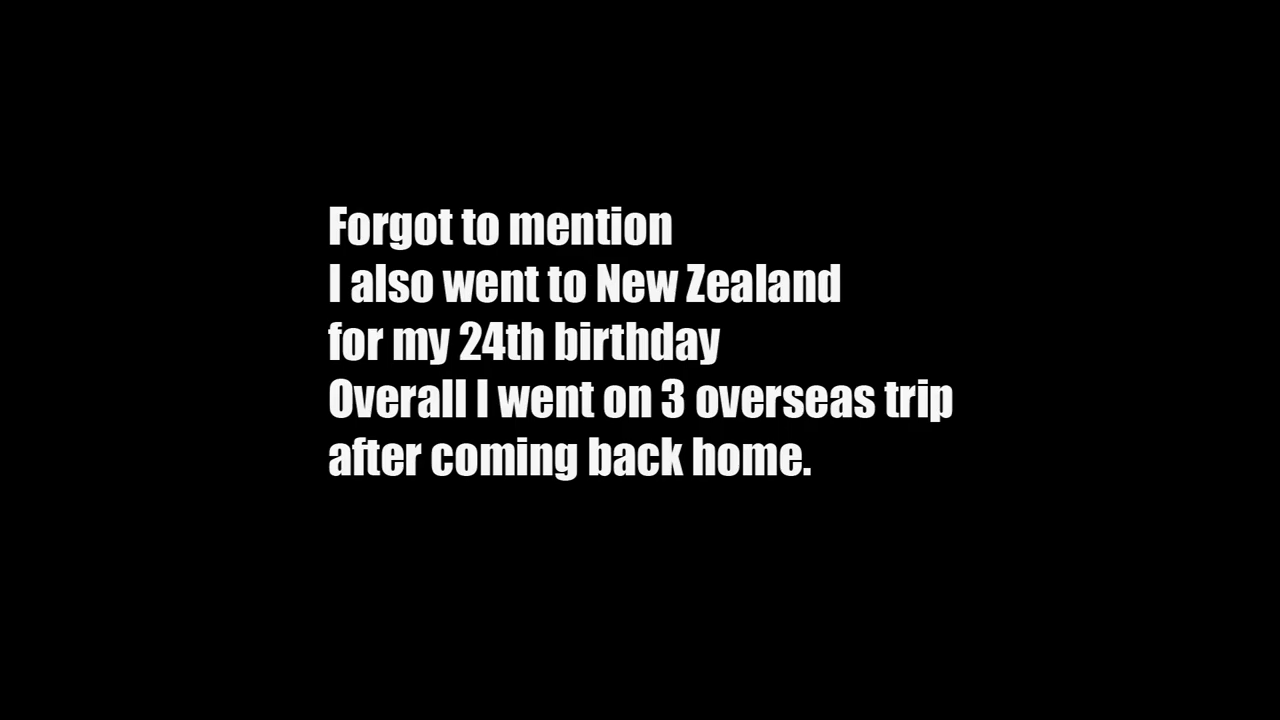 Forgot to mention
I also went to New Zealand
for my 24th birthday
Overall I went on 3 overseas trip
after coming back home.